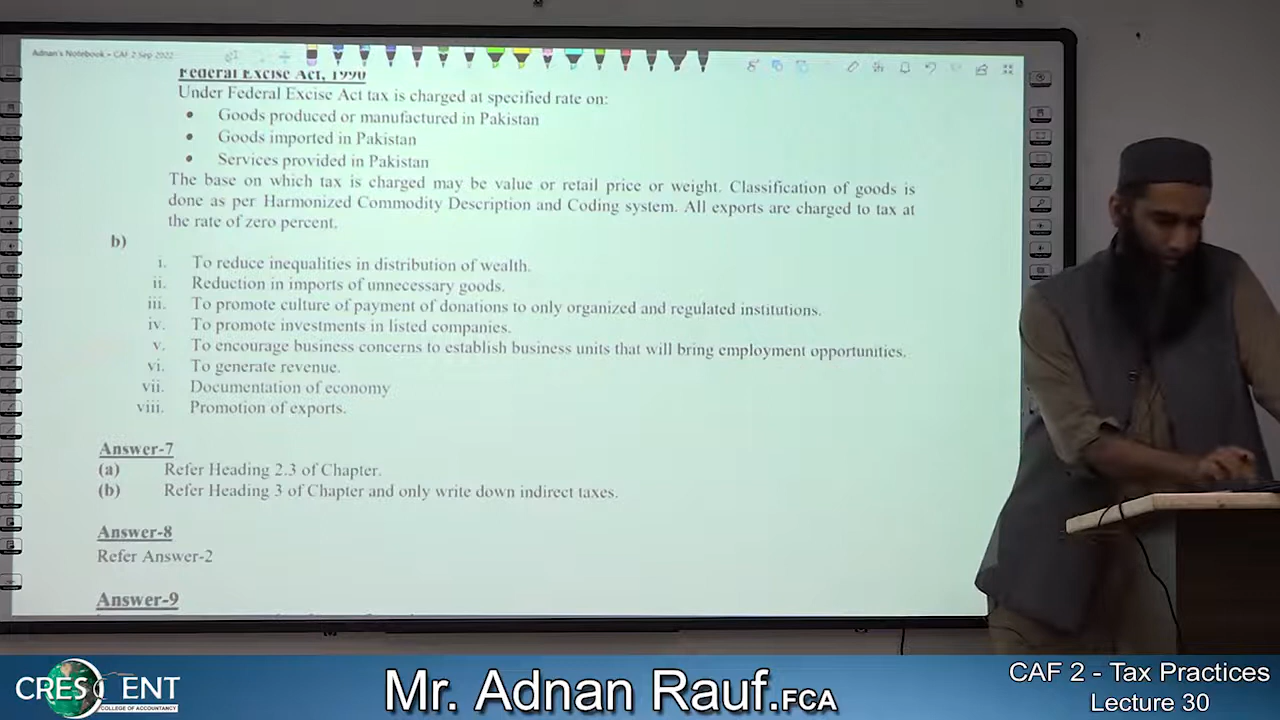 Adnan's Notebook - CAF 2 Sep 2022
Federal Excise Act, 1990
Under Federal Excise Act tax is charged at specified rate on:
• Goods produced or manufactured in Pakistan
• Goods imported in Pakistan
• Services provided in Pakistan
The base on which tax is charged may be value or retail price or weight. Classification of goods is
done as per Harmonized Commodity Description and Coding system. All exports are charged to tax at
the rate of zero percent.
b)
i. To reduce inequalities in distribution of wealth.
ii. Reduction in imports of unnecessary goods.
iii. To promote culture of payment of donations to only organized and regulated institutions.
iv. To promote investments in listed companies.
v. To encourage business concerns to establish business units that will bring employment opportunities.
vi. To generate revenue.
vii. Documentation of economy
viii. Promotion of exports.
Answer-7
(a) Refer Heading 2.3 of Chapter.
(b) Refer Heading 3 of Chapter and only write down indirect taxes.
Answer-8
Refer Answer-2
Answer-9
CRESCENT
COLLEGE OF ACCOUNTANCY
Mr. Adnan Rauf.FCA
CAF 2 - Tax Practices
Lecture 30